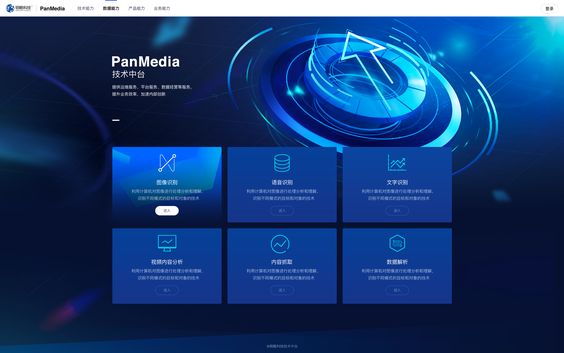 PanMedia
技术能力
数据能力
产品能力
业务能力
登录
PanMedia
技术中台
提供运维服务、平台服务、数据经营等服务，
提升业务效率、加速内部创新
图像识别
利用计算机对图像进行处理分析和理解，
识别不同模式的目标和对象的技术
进入
语音识别
利用计算机对图像进行处理分析和理解，
识别不同模式的目标和对象的技术
进入
文字识别
利用计算机对图像进行处理分析和理解，
识别不同模式的目标和对象的技术
进入
视频内容分析
利用计算机对图像进行处理分析和理解，
识别不同模式的目标和对象的技术
进入
内容抓取
利用计算机对图像进行处理分析和理解，
识别不同模式的目标和对象的技术
进入
数据解析
利用计算机对图像进行处理分析和理解，
识别不同模式的目标和对象的技术
进入